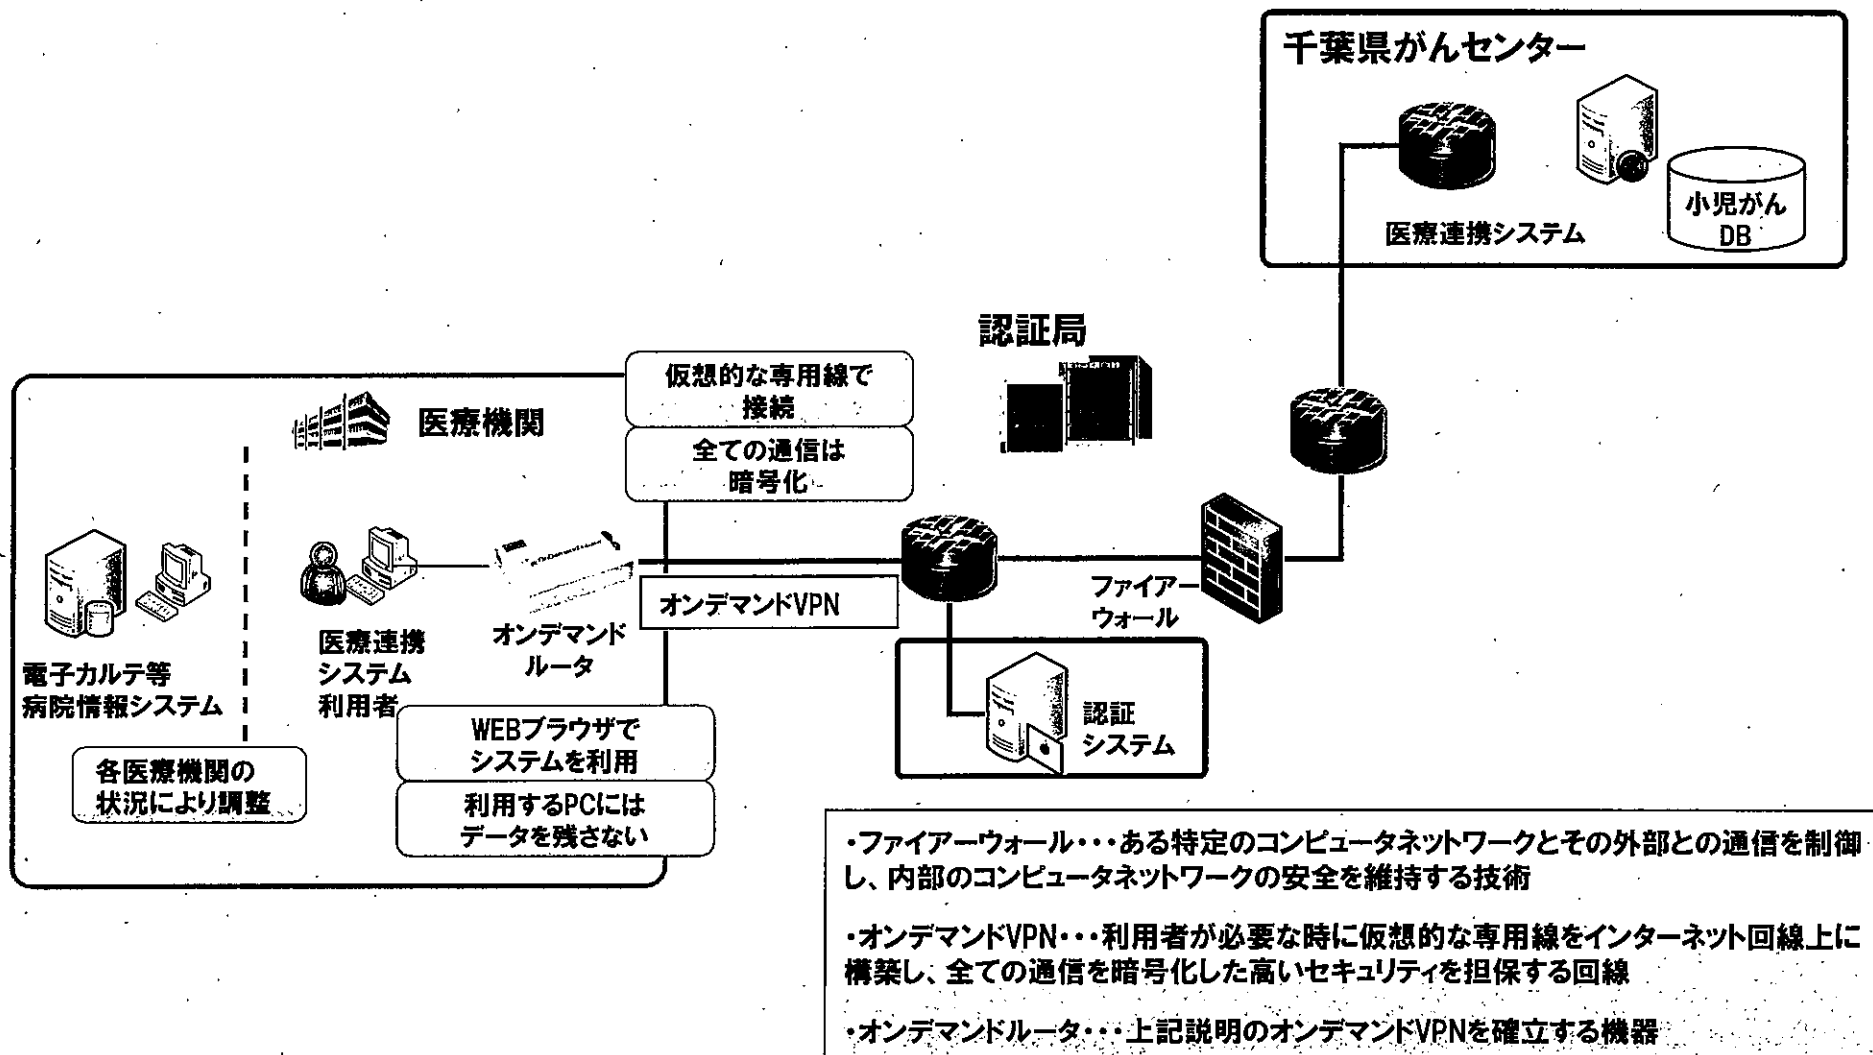 千葉県がんセンター
医療連携システム
小児がん
DB
認証局
仮想的な専用線で
接続
全ての通信は
暗号化
医療機関
オンデマンドVPN
ファイアー
ウォール
オンデマンド
ルータ
医療連携
システム
利用者
電子カルテ等
病院情報システム
認証
システム
WEBブラウザで
システムを利用
利用するPCには
データを残さない
各医療機関の
状況により調整
・ファイアーウォール・・・ある特定のコンピュータネットワークとその外部との通信を制御
し、内部のコンピュータネットワークの安全を維持する技術
・オンデマンドVPN・・・利用者が必要な時に仮想的な専用線をインターネット回線上に
構築し、全ての通信を暗号化した高いセキュリティを担保する回線
・オンデマンドルータ・・・上記説明のオンデマンドVPNを確立する機器